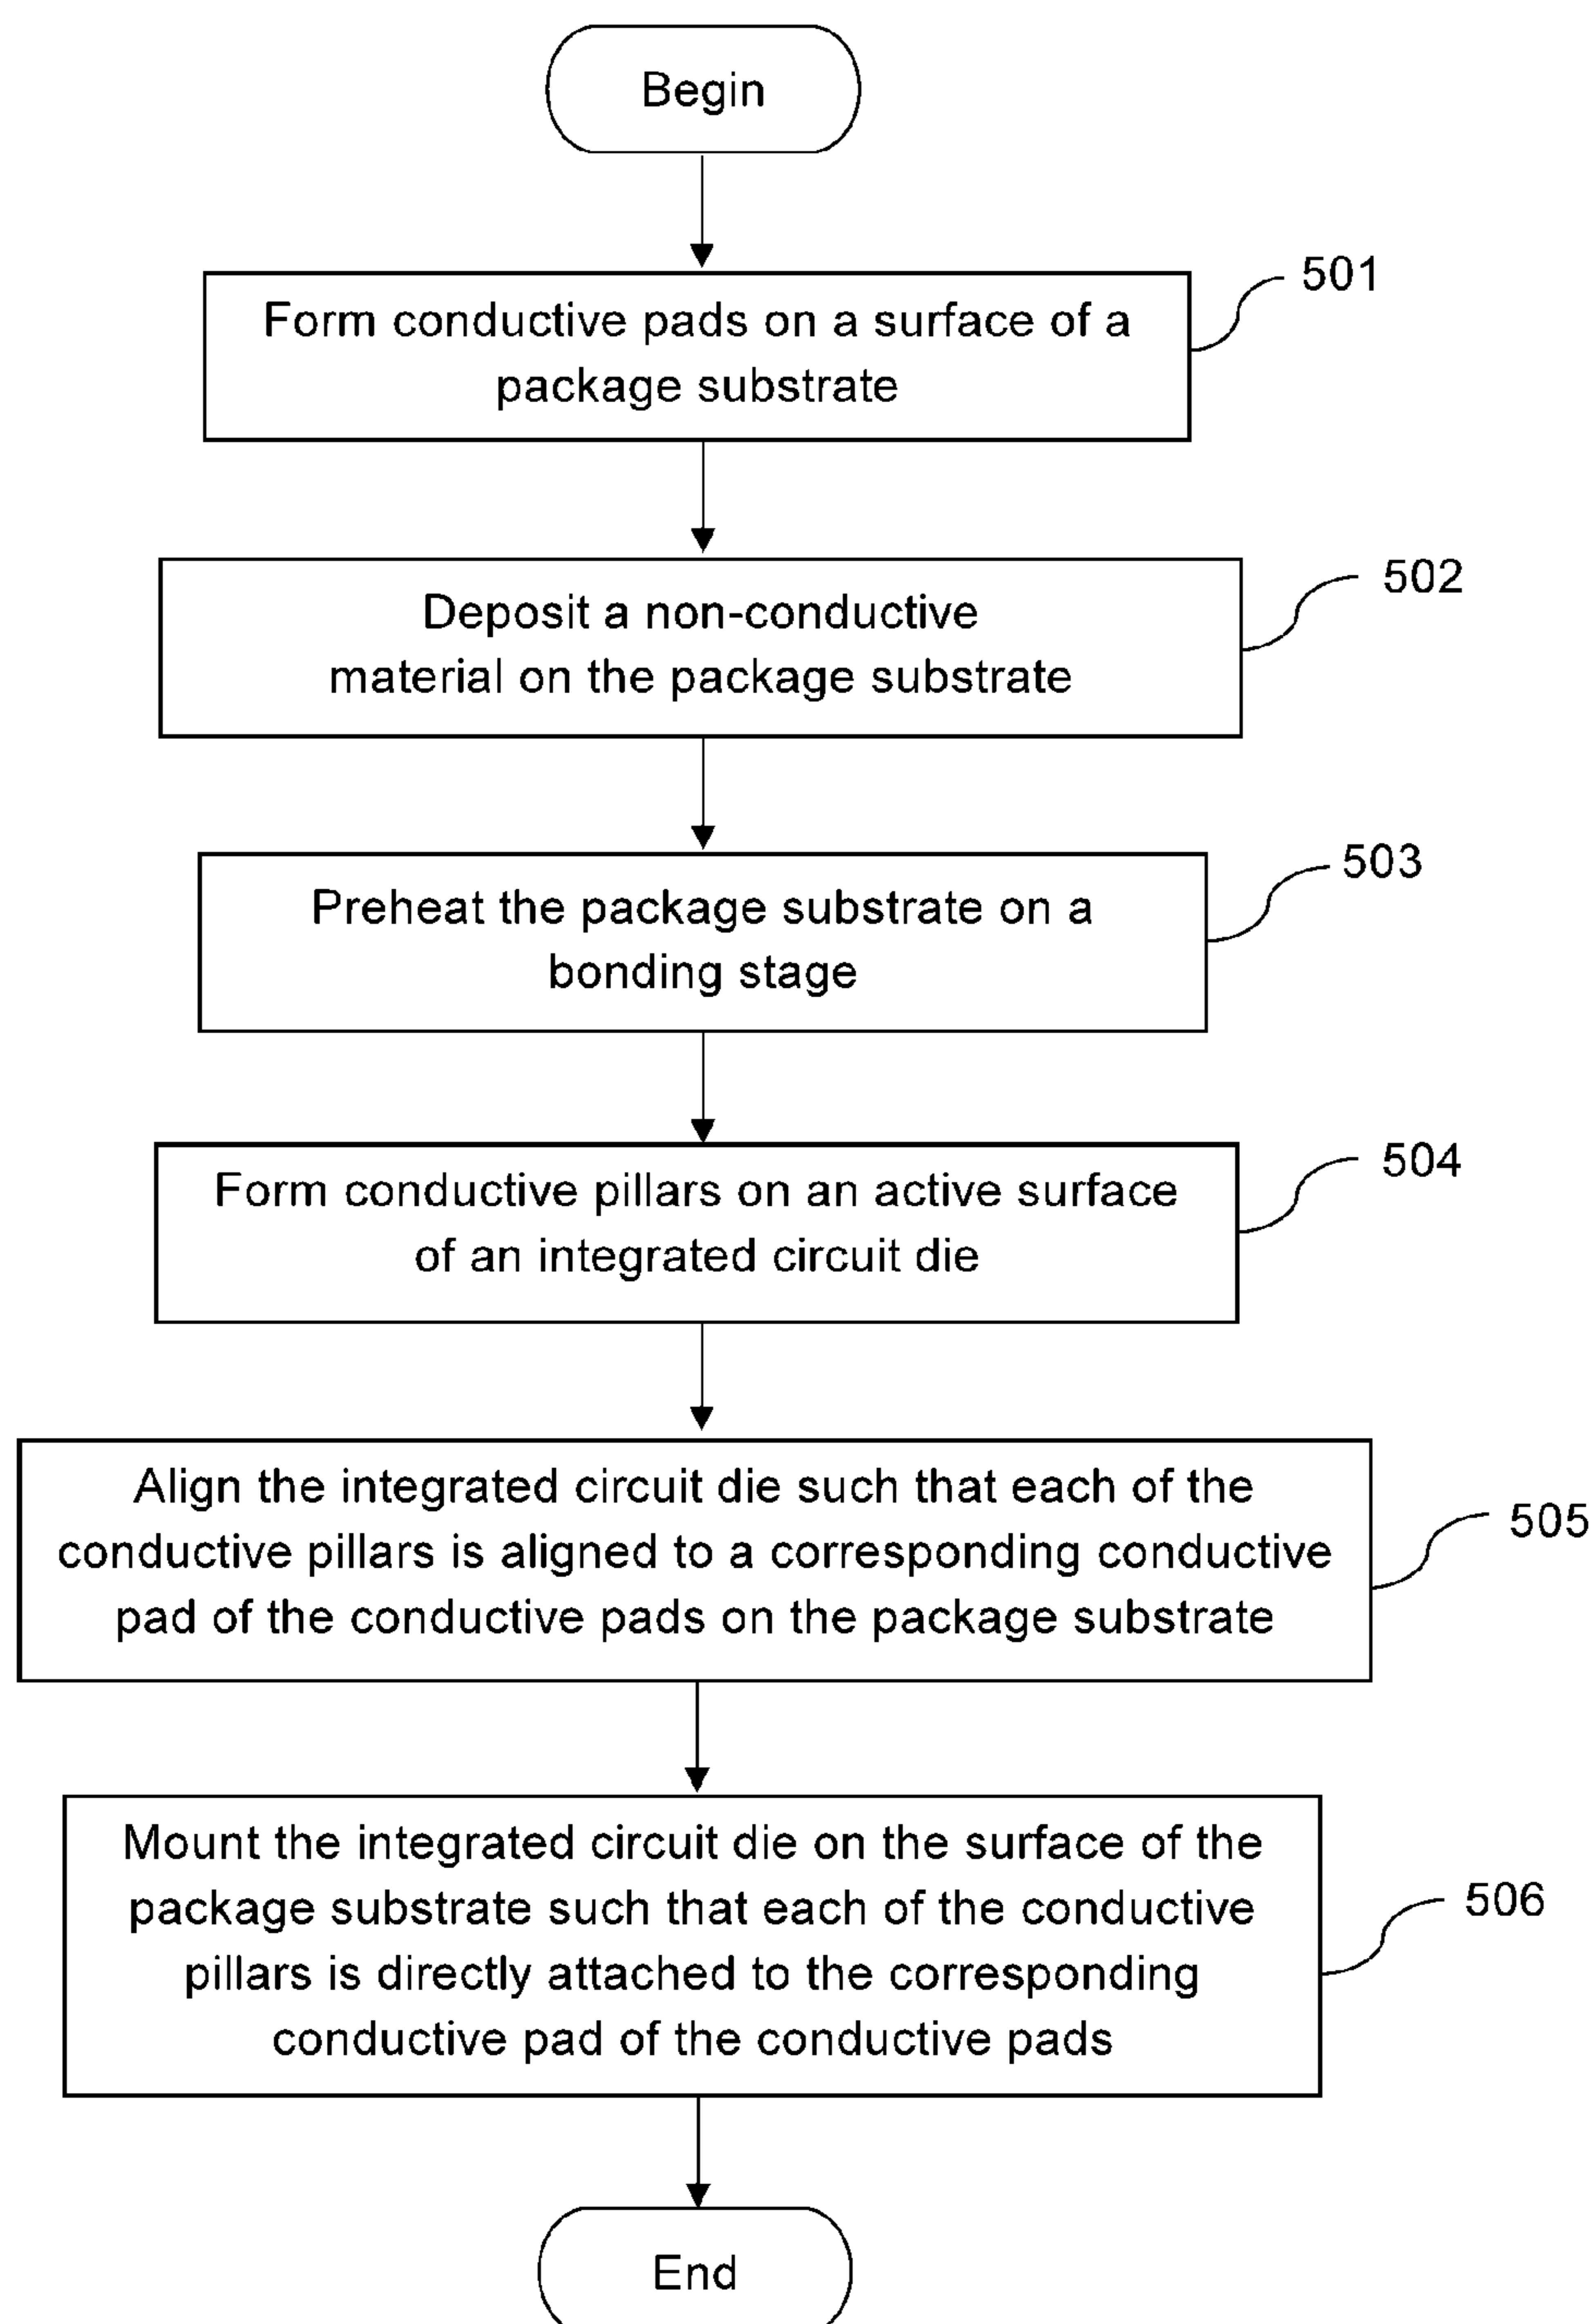 Begin
501
Form conductive pads on a surface of a
package substrate
502
Deposit a non-conductive
material on the package substrate
503
Preheat the package substrate on a
bonding stage
504
Form conductive pillars on an active surface
of an integrated circuit die
505
Align the integrated circuit die such that each of the
conductive pillars is aligned to a corresponding conductive
pad of the conductive pads on the package substrate
506
Mount the integrated circuit die on the surface of the
package substrate such that each of the conductive
pillars is directly attached to the corresponding
conductive pad of the conductive pads
End